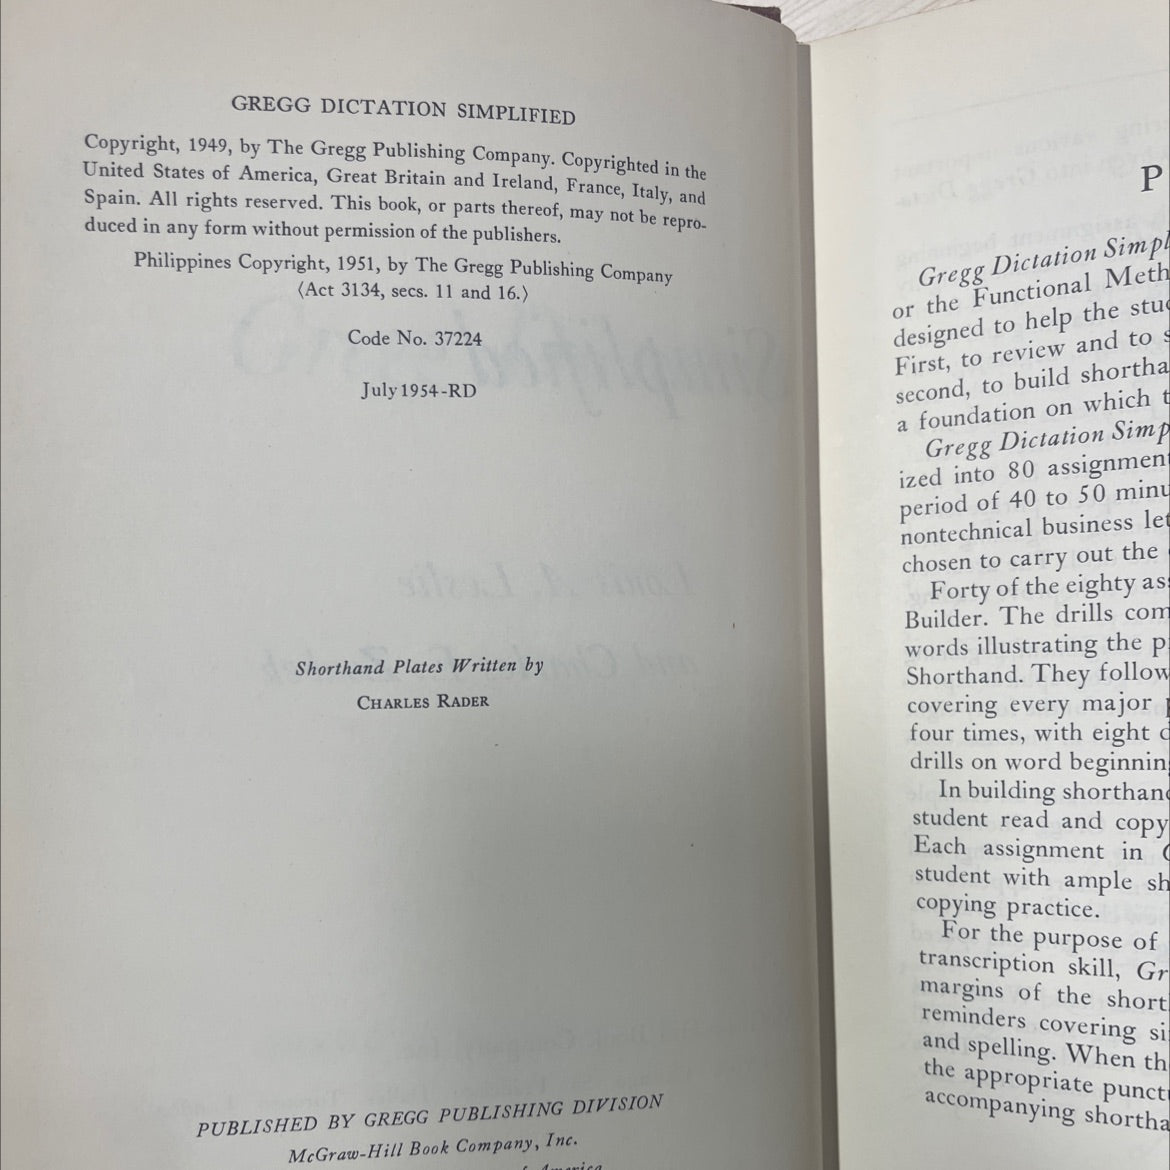 GREGG DICTATION SIMPLIFIED
Copyright, 1949, by The Gregg Publishing Company. Copyrighted in the
United States of America, Great Britain and Ireland, France, Italy, and
Spain. All rights reserved. This book, or parts thereof, may not be repro-
duced in any form without permission of the publishers.
Philippines Copyright, 1951, by The Gregg Publishing Company
(Act 3134, secs. 11 and 16.)
Code No. 37224
July 1954-RD
Shorthand Plates Written by
CHARLES RADER
PUBLISHED BY GREGG PUBLISHING DIVISION
McGraw-Hill Book Company, Inc.
America
P
Gregg Dictation Simpl
or the Functional Meth
designed to help the stu
First, to review and to s
second, to build shortha
a foundation on which t
Gregg Dictation Simp
ized into 80 assignment
period of 40 to 50 minu
nontechnical business let
chosen to carry out the
Forty of the eighty as
Builder. The drills com
words illustrating the p
Shorthand. They follow
covering every major p
four times, with eight d
drills on word beginnin
In building shorthan
student read and copy
Each assignment in G
student with ample sh
copying practice.
For the purpose of
transcription skill, Gr
margins of the short
reminders covering si
and spelling. When th
the appropriate punct
accompanying shortha